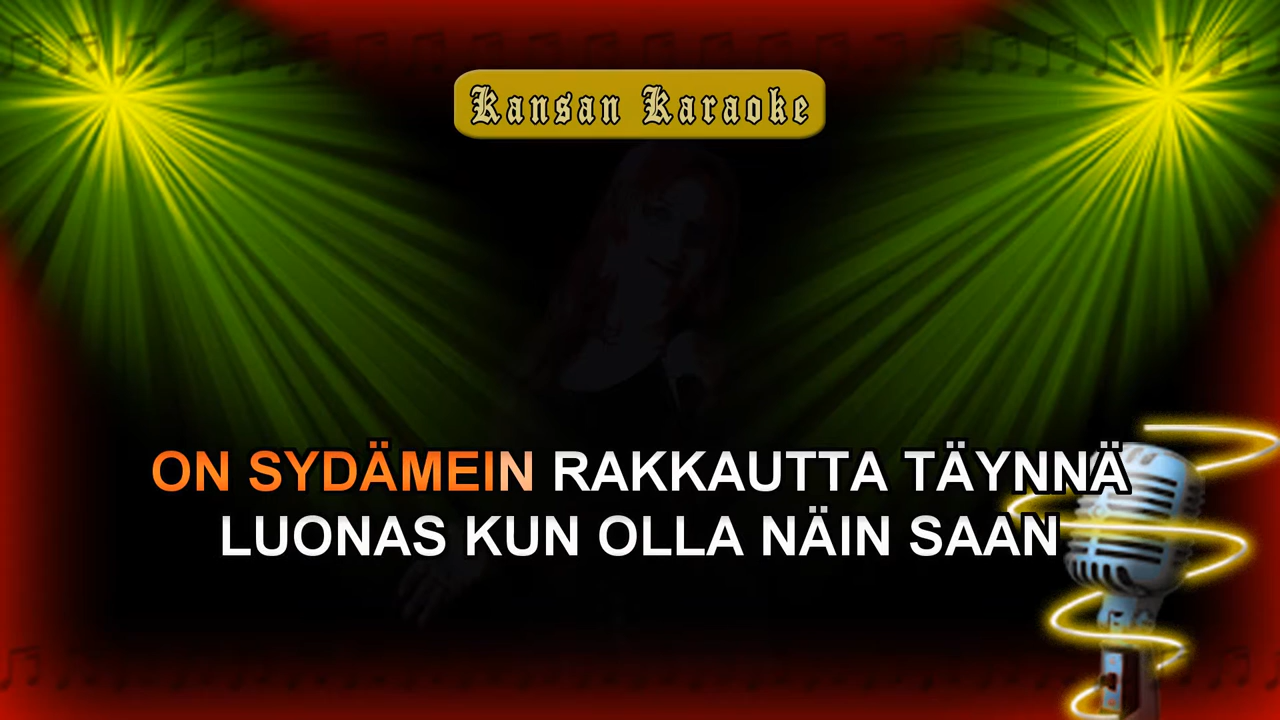 Kansan Karaoke
ON SYDÄMEIN RAKKAUTTA TÄYNNÄ
LUONAS KUN OLLA NÄIN SAAN